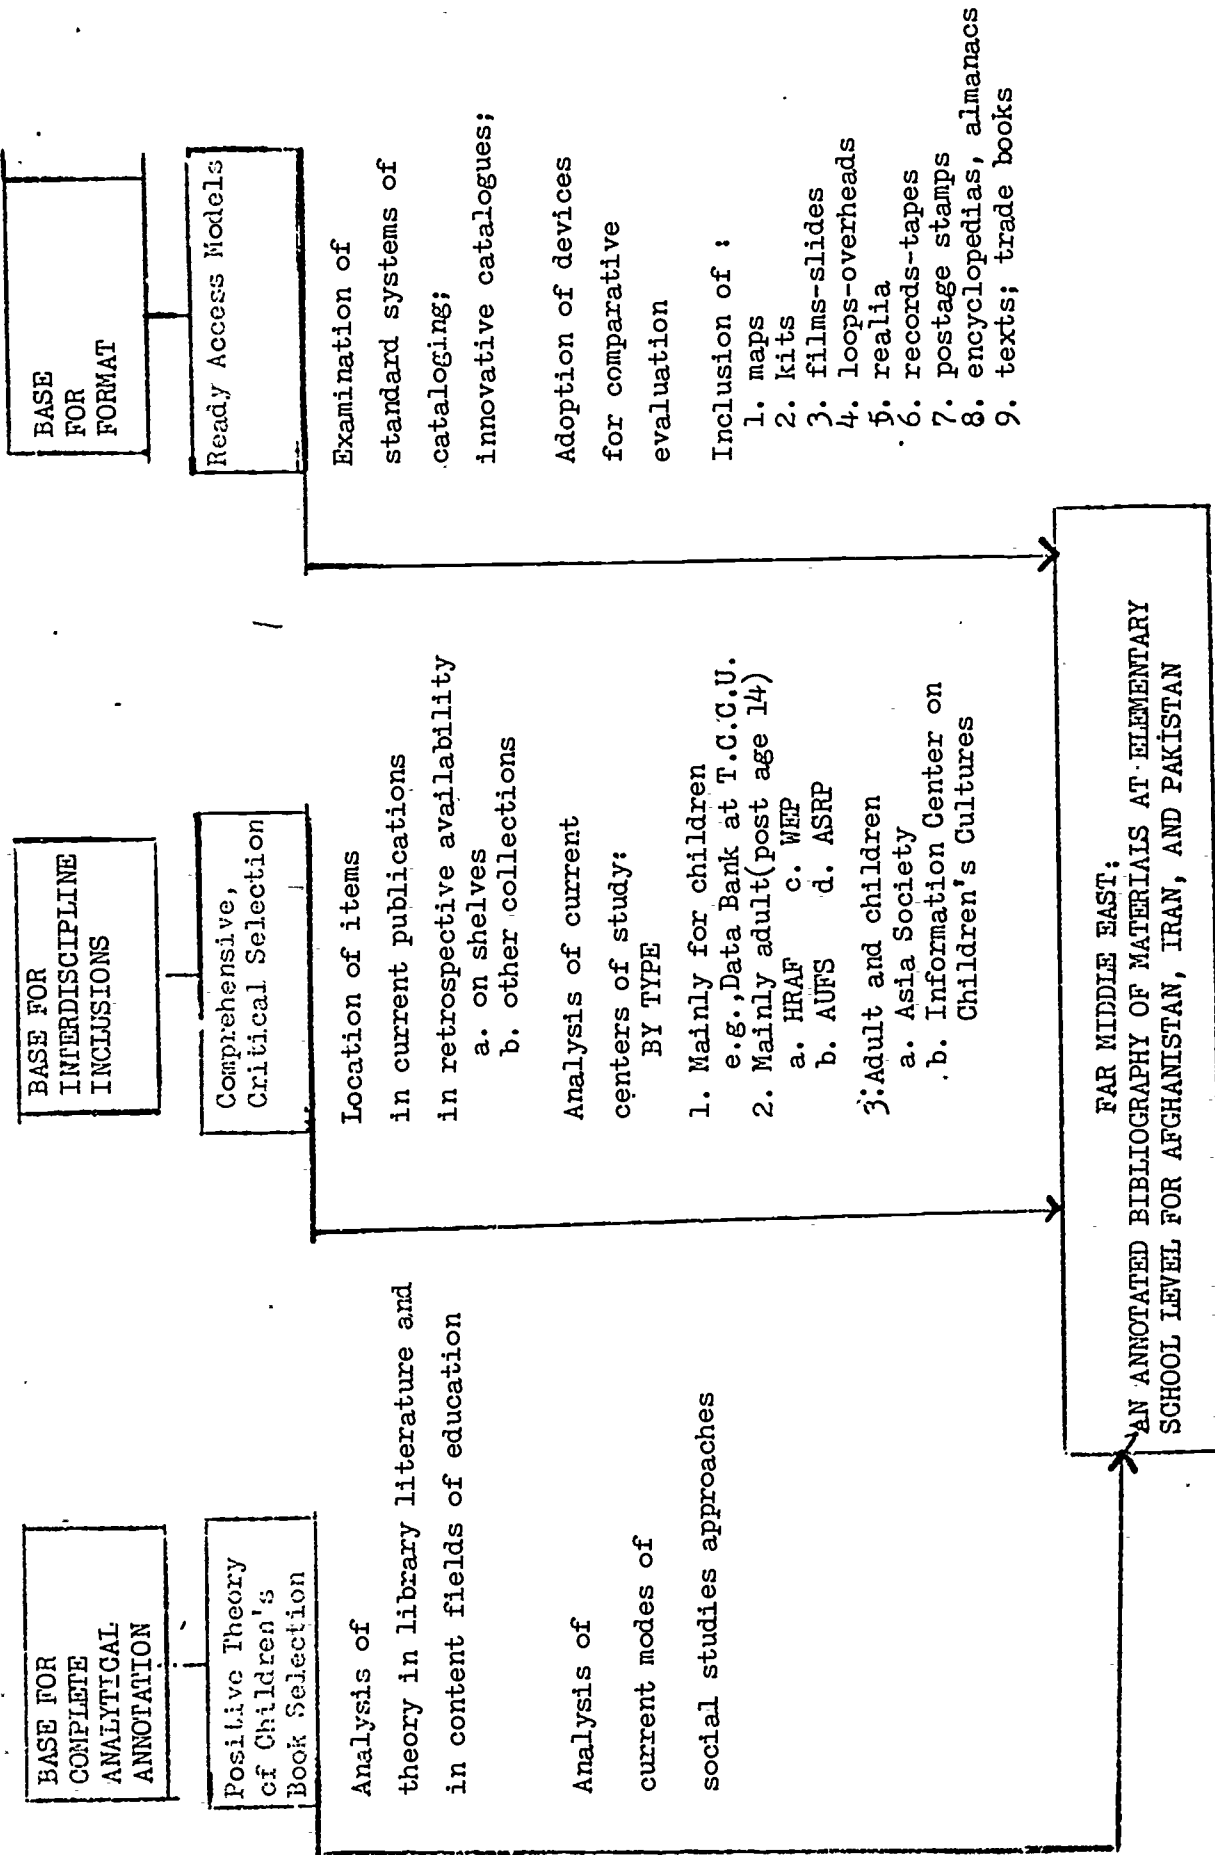 BASE FOR
COMPLETE
ANALYTICAL
ANNOTATION
Positive Theory
of Children's
Book Selection
Analysis of
theory in library literature and
in content fields of education
Analysis of
current modes of
social studies approaches
BASE FOR
INTERDISCIPLINE
INCLUSIONS
Comprehensive,
Critical Selection
Location of items
in current publications
in retrospective availability
a. on shelves
b. other collections
Analysis of current
centers of study:
BY TYPE
1. Mainly for children
e.g.,Data Bank at T.C.C.U.
2. Mainly adult(post age 14)
a. HRAF c. WEP
b. AUFS d. ASRP
3. Adult and children
a. Asia Society
b. Information Center on
Children's Cultures
BASE
FOR
FORMAT
Ready Access Models
Examination of
standard systems of
cataloging;
innovative catalogues;
Adoption of devices
for comparative
evaluation
Inclusion of :
1. maps
2. kits
3. films-slides
4. loops-overheads
5. realia
6. records-tapes
7. postage stamps
8. encyclopedias, almanacs
9. texts; trade books
FAR MIDDLE EAST:
AN ANNOTATED BIBLIOGRAPHY OF MATERIALS AT ELEMENTARY
SCHOOL LEVEL FOR AFGHANISTAN, IRAN, AND PAKISTAN